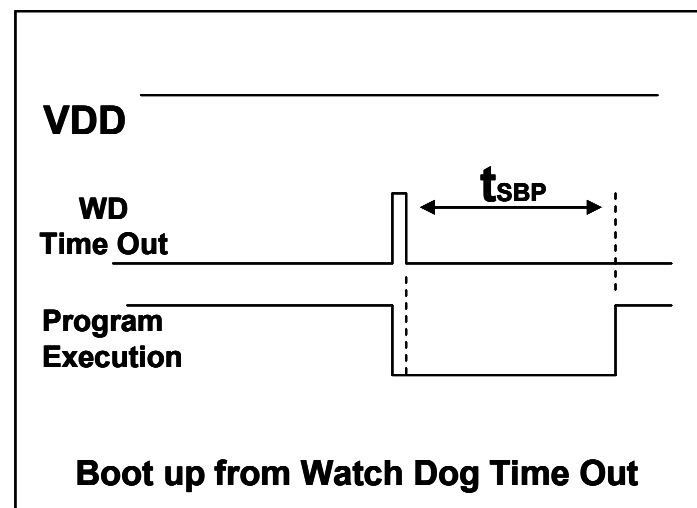 VDD
WD
Time Out
tSBP
Program
Execution
Boot up from Watch Dog Time Out